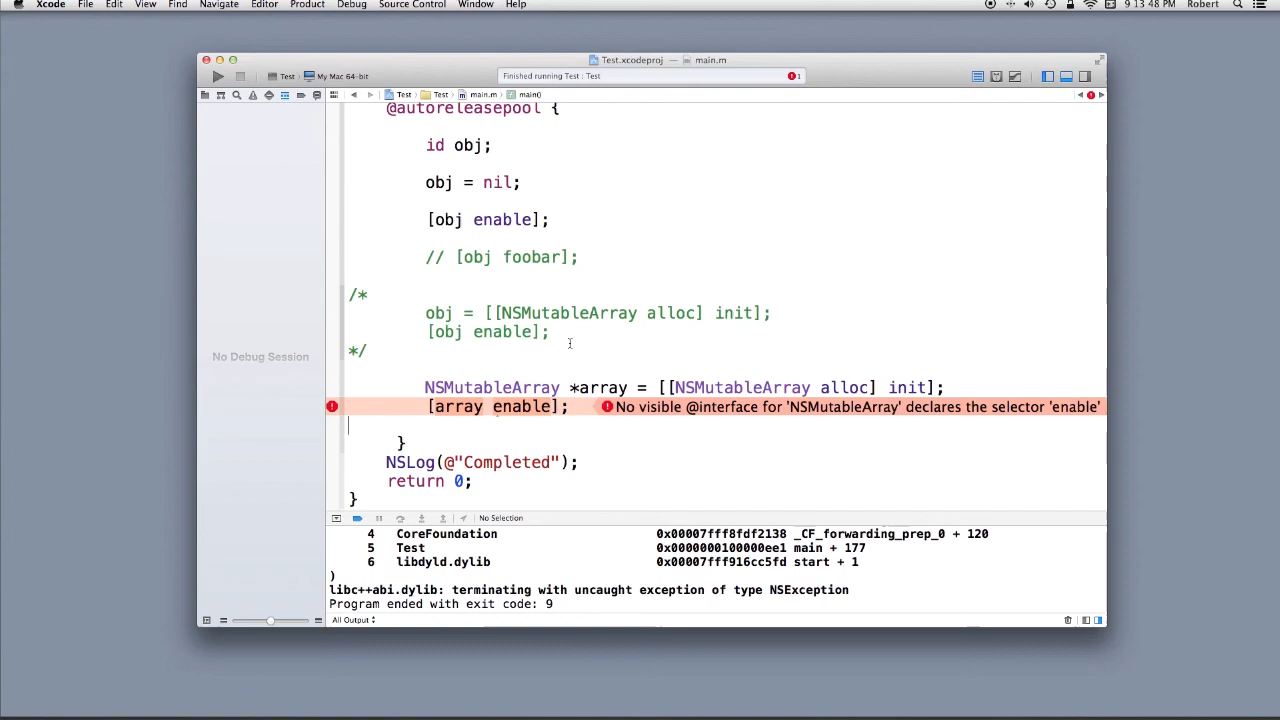 Xcode File Edit View Find Navigate Editor Product Debug Source Control Window Help 9 13 48 PM Robert
Test.xcodeproj — main.m
Test My Mac 64-bit Finished running Test : Test 1
Test Test main.m main()
@autoreleasepool {
id obj;
obj = nil;
[obj enable];
// [obj foobar];
/*
obj = [[NSMutableArray alloc] init];
[obj enable];
*/
No Debug Session
NSMutableArray *array = [[NSMutableArray alloc] init];
[array enable]; No visible @interface for 'NSMutableArray' declares the selector 'enable'
}
NSLog(@"Completed");
return 0;
}
No Selection
4 CoreFoundation 0x00007fff8fdf2138 _CF_forwarding_prep_0 + 120
5 Test 0x0000000100000ee1 main + 177
6 libdyld.dylib 0x00007fff916cc5fd start + 1
)
libc++abi.dylib: terminating with uncaught exception of type NSException
Program ended with exit code: 9
All Output